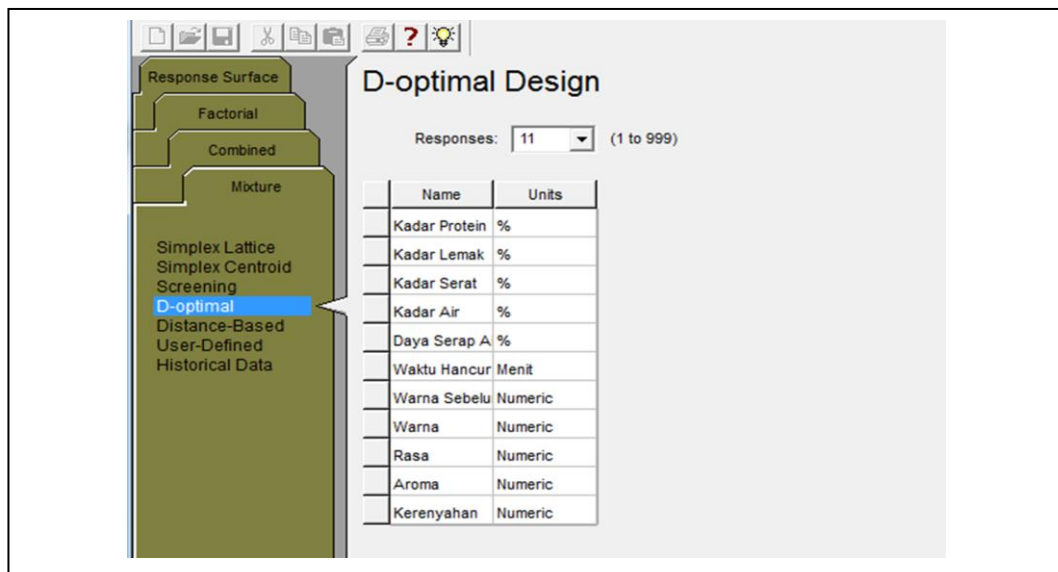 Response Surface
Factorial
Combined
Mixture
Simplex Lattice
Simplex Centroid
Screening
D-optimal
Distance-Based
User-Defined
Historical Data
D-optimal Design
Responses: 11 (1 to 999)
Name Units
Kadar Protein %
Kadar Lemak %
Kadar Serat %
Kadar Air %
Daya Serap A %
Waktu Hancur Menit
Warna Sebelu Numeric
Warna Numeric
Rasa Numeric
Aroma Numeric
Kerenyahan Numeric